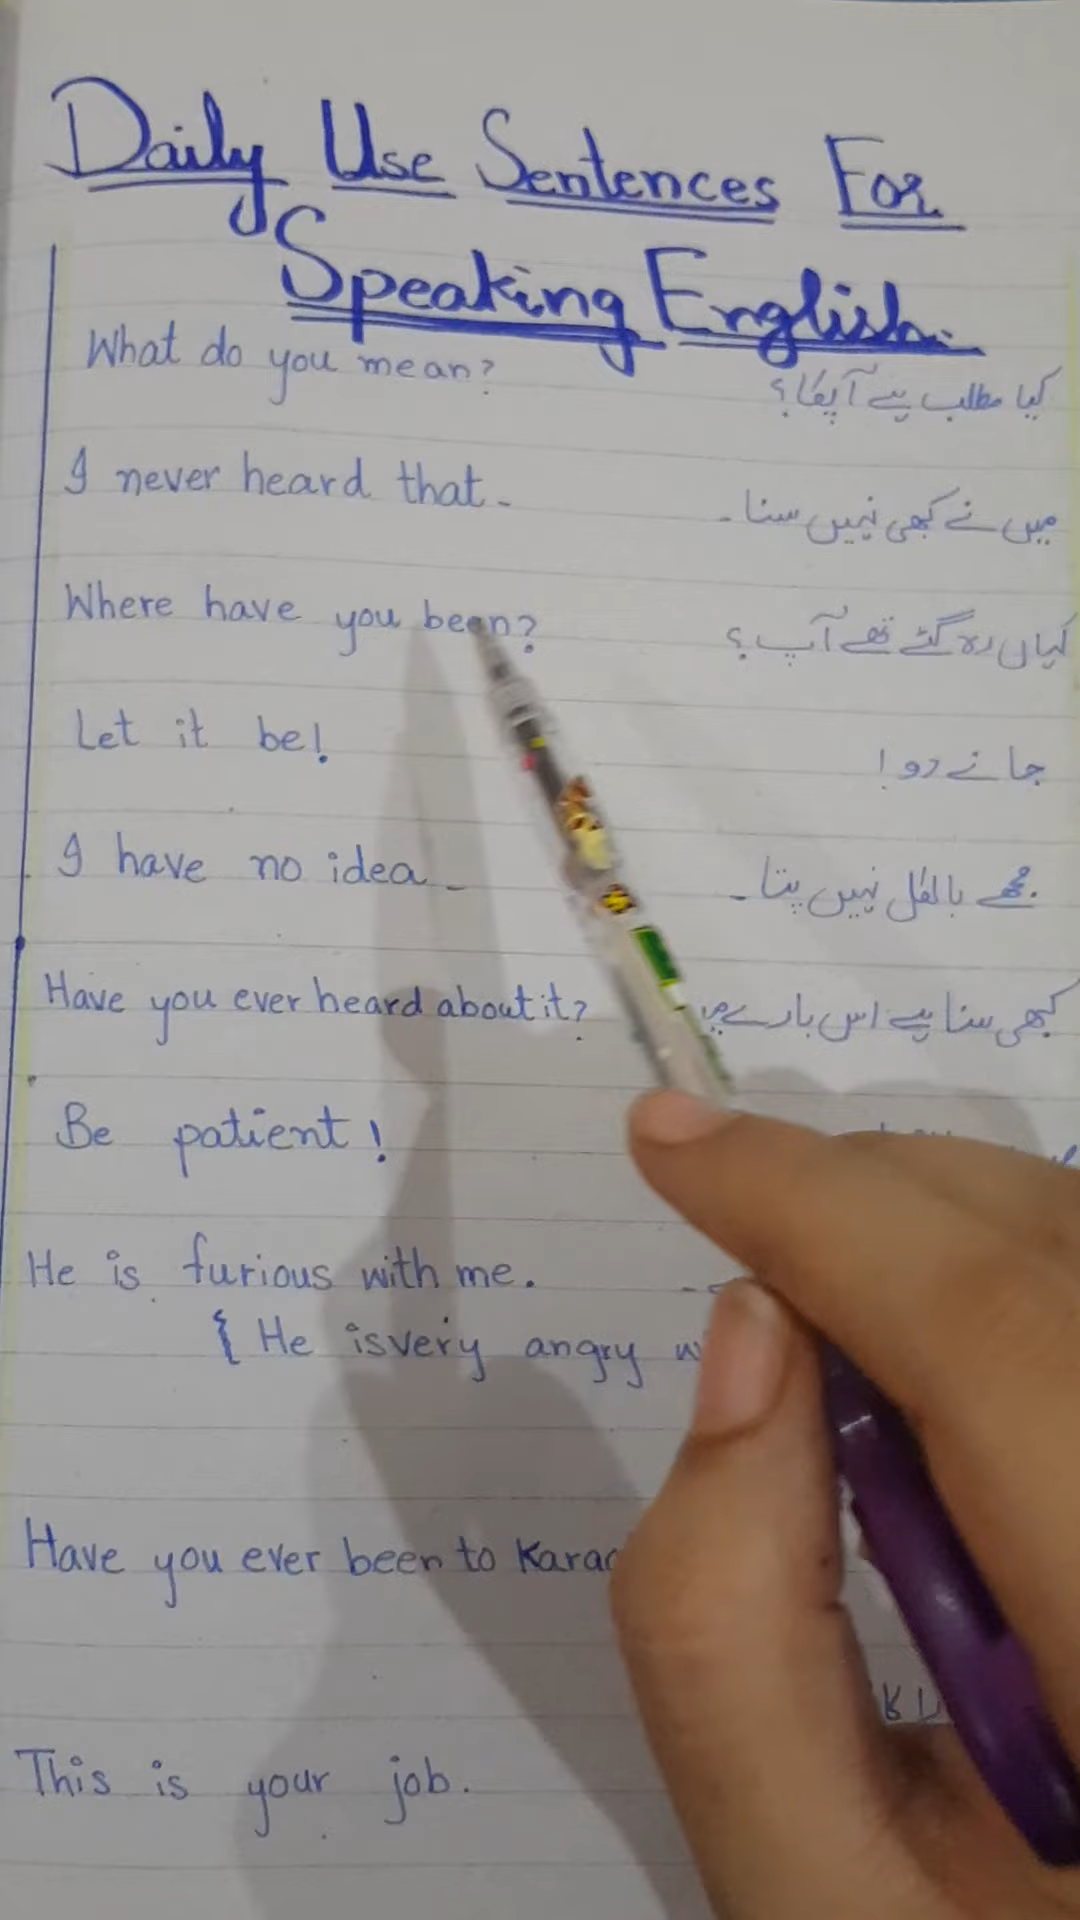 Daily Use Sentences For
Speaking English.
What do you mean? کیا مطلب ہے آپکا؟
I never heard that. میں نے کبھی نہیں سنا۔
Where have you been? کہاں رہ گئے تھے آپ؟
Let it be! جانے دو!
I have no idea. مجھے بالکل نہیں پتا۔
Have you ever heard about it? کبھی سنا ہے اس بارے
Be patient!
He is furious with me.
{ He is very angry
Have you ever been to
This is your job.